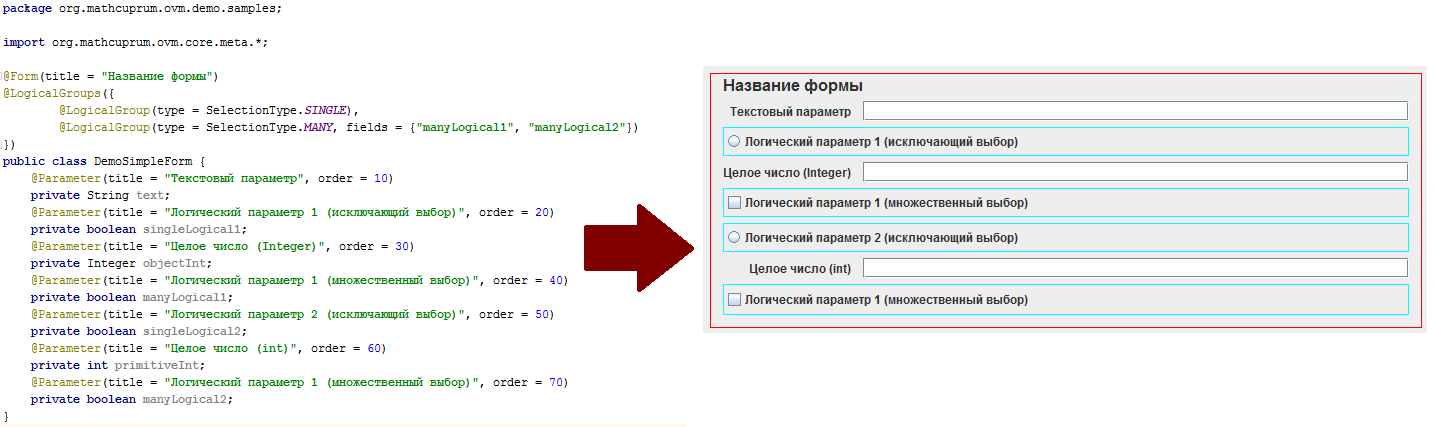 package org.mathcuprum.ovm.demo.samples;
import org.mathcuprum.ovm.core.meta.*;
@Form(title = "Название формы")
@LogicalGroups({
@LogicalGroup(type = SelectionType.SINGLE),
@LogicalGroup(type = SelectionType.MANY, fields = {"manyLogical1", "manyLogical2"})
})
public class DemoSimpleForm {
@Parameter(title = "Текстовый параметр", order = 10)
private String text;
@Parameter(title = "Логический параметр 1 (исключающий выбор)", order = 20)
private boolean singleLogical1;
@Parameter(title = "Целое число (Integer)", order = 30)
private Integer objectInt;
@Parameter(title = "Логический параметр 1 (множественный выбор)", order = 40)
private boolean manyLogical1;
@Parameter(title = "Логический параметр 2 (исключающий выбор)", order = 50)
private boolean singleLogical2;
@Parameter(title = "Целое число (int)", order = 60)
private int primitiveInt;
@Parameter(title = "Логический параметр 1 (множественный выбор)", order = 70)
private boolean manyLogical2;
}
Название формы
Текстовый параметр
Логический параметр 1 (исключающий выбор)
Целое число (Integer)
Логический параметр 1 (множественный выбор)
Логический параметр 2 (исключающий выбор)
Целое число (int)
Логический параметр 1 (множественный выбор)